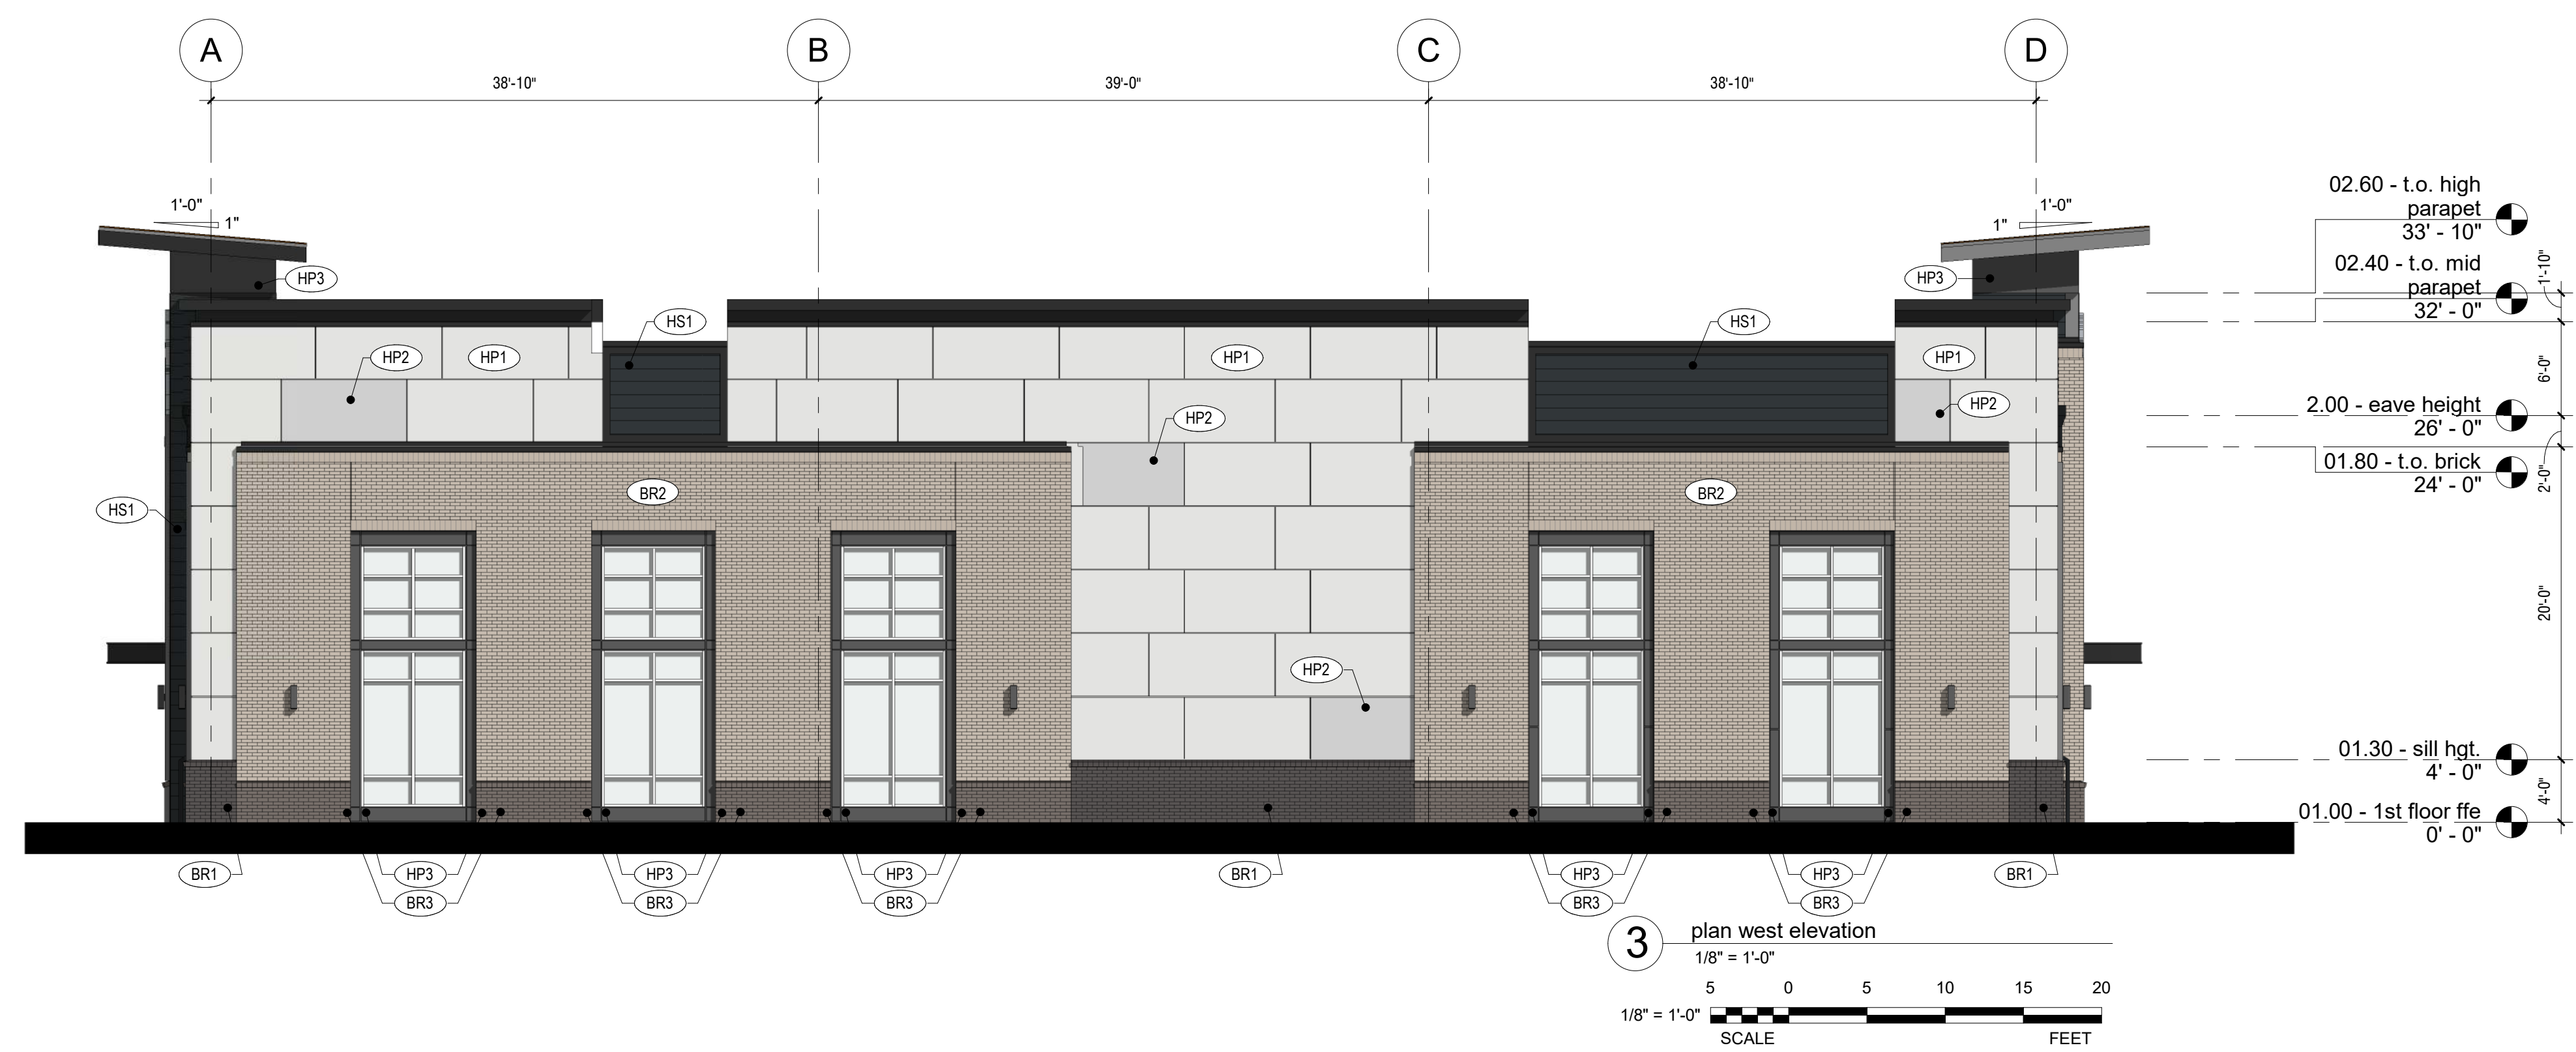 A B C D
38'-10" 39'-0" 38'-10"
1'-0"
1"
1'-0"
1"
02.60 - t.o. high
parapet
33' - 10"
02.40 - t.o. mid
parapet
32' - 0"
1'-10"
HP3
HP3
HS1
HS1
HP2
HP1
HP1
HP1
HP2
HP2
6'-0"
2.00 - eave height
26' - 0"
01.80 - t.o. brick
24' - 0"
2'-0"
BR2
BR2
HS1
20'-0"
HP2
01.30 - sill hgt.
4' - 0"
4'-0"
01.00 - 1st floor ffe
0' - 0"
BR1 HP3 HP3 HP3 BR1 HP3 HP3 BR1
BR3 BR3 BR3 BR3 BR3
3
plan west elevation
1/8" = 1'-0"
5 0 5 10 15 20
1/8" = 1'-0"
SCALE FEET